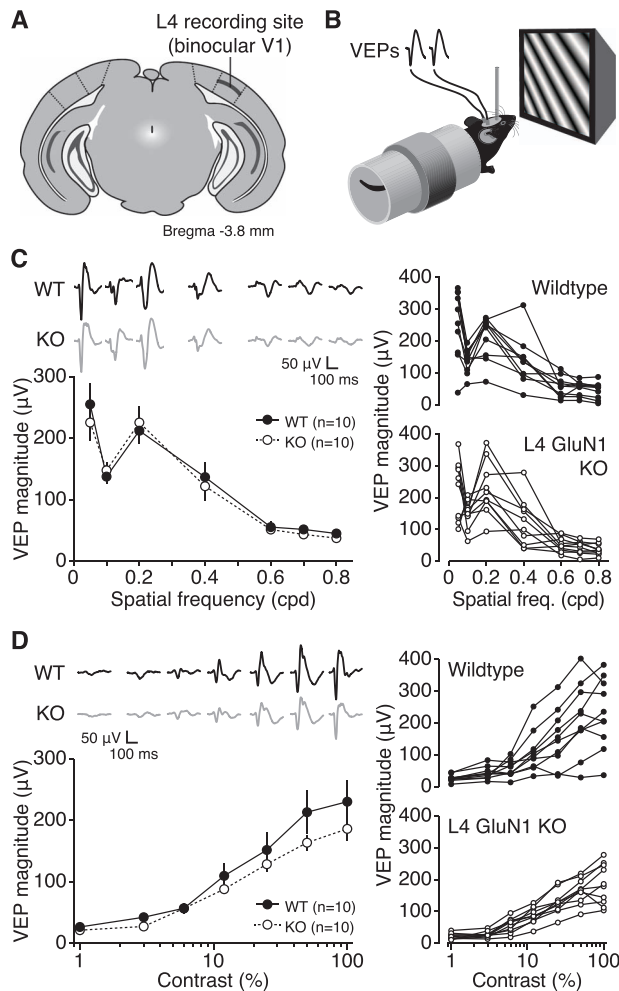 A
L4 recording site
(binocular V1)
Bregma -3.8 mm
B
VEPs
C
WT
KO
50 µV
100 ms
300
200
100
0
VEP magnitude (µV)
WT (n=10)
KO (n=10)
0
0.2
0.4
0.6
0.8
Spatial frequency (cpd)
Wildtype
400
300
200
100
0
VEP magnitude (µV)
L4 GluN1
KO
400
300
200
100
0
0
0.2
0.4
0.6
0.8
Spatial freq. (cpd)
D
WT
KO
50 µV
100 ms
300
200
100
0
VEP magnitude (µV)
WT (n=10)
KO (n=10)
1
10
100
Contrast (%)
Wildtype
400
300
200
100
0
VEP magnitude (µV)
L4 GluN1 KO
400
300
200
100
0
1
10
100
Contrast (%)